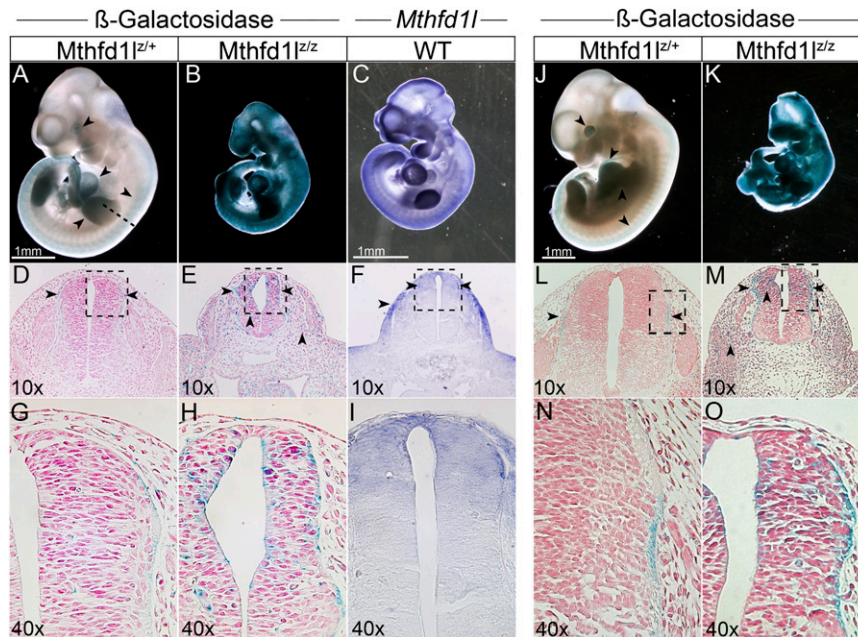 ß-Galactosidase Mthfd1l ß-Galactosidase
Mthfd1lz/+ Mthfd1lz/z WT Mthfd1lz/+ Mthfd1lz/z
A B C J K
1mm 1mm 1mm
D E F L M
10x 10x 10x 10x 10x
G H I N O
40x 40x 40x 40x 40x